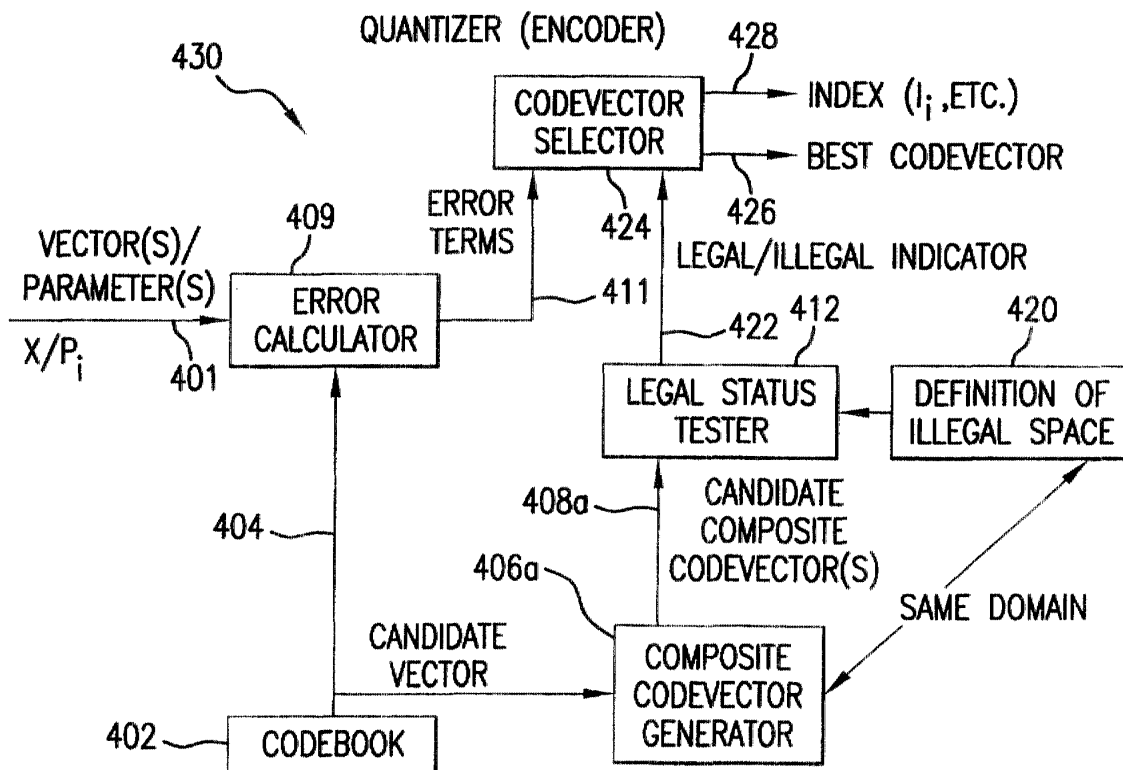 QUANTIZER (ENCODER)
430
428
CODEVECTOR
SELECTOR
INDEX (Ii ,ETC.)
BEST CODEVECTOR
424
426
ERROR
TERMS
409
VECTOR(S)/
PARAMETER(S)
X/Pi
401
ERROR
CALCULATOR
411
LEGAL/ILLEGAL INDICATOR
422
412
420
LEGAL STATUS
TESTER
DEFINITION OF
ILLEGAL SPACE
404
408a
CANDIDATE
COMPOSITE
CODEVECTOR(S)
406a
SAME DOMAIN
CANDIDATE
VECTOR
COMPOSITE
CODEVECTOR
GENERATOR
402
CODEBOOK